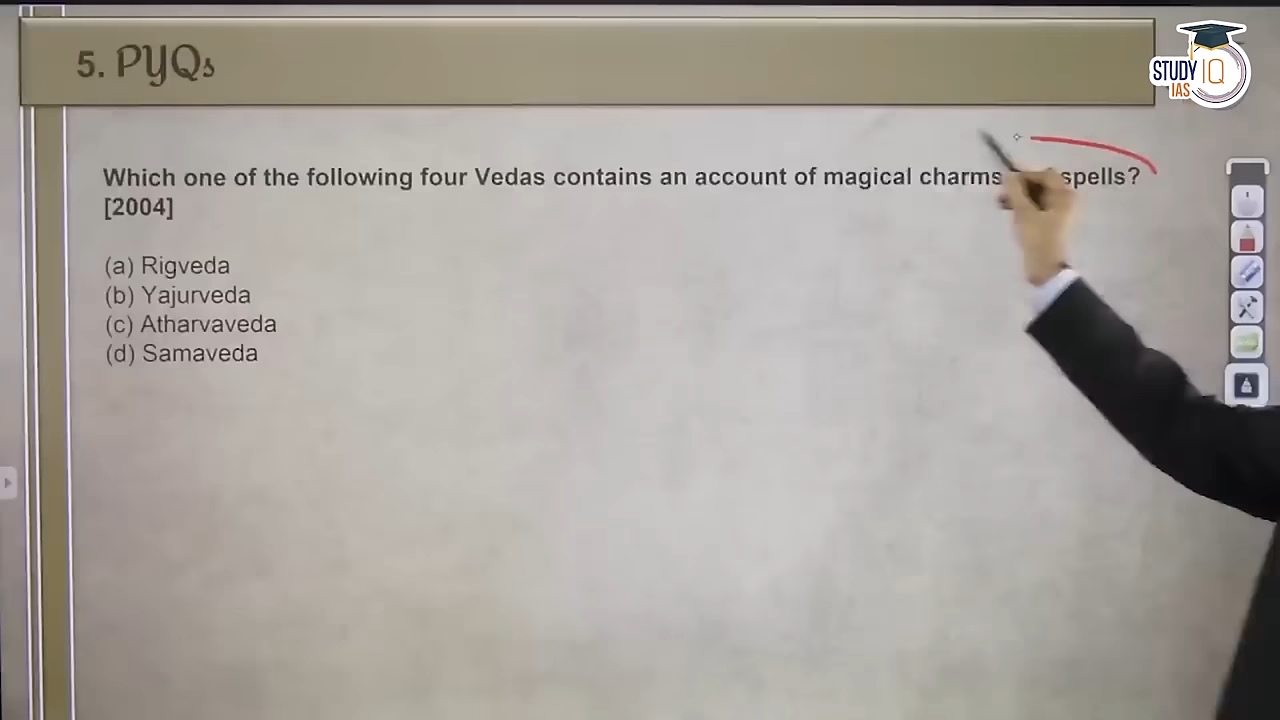 5. PYQs
STUDY IQ
IAS
Which one of the following four Vedas contains an account of magical charms spells?
[2004]
(a) Rigveda
(b) Yajurveda
(c) Atharvaveda
(d) Samaveda